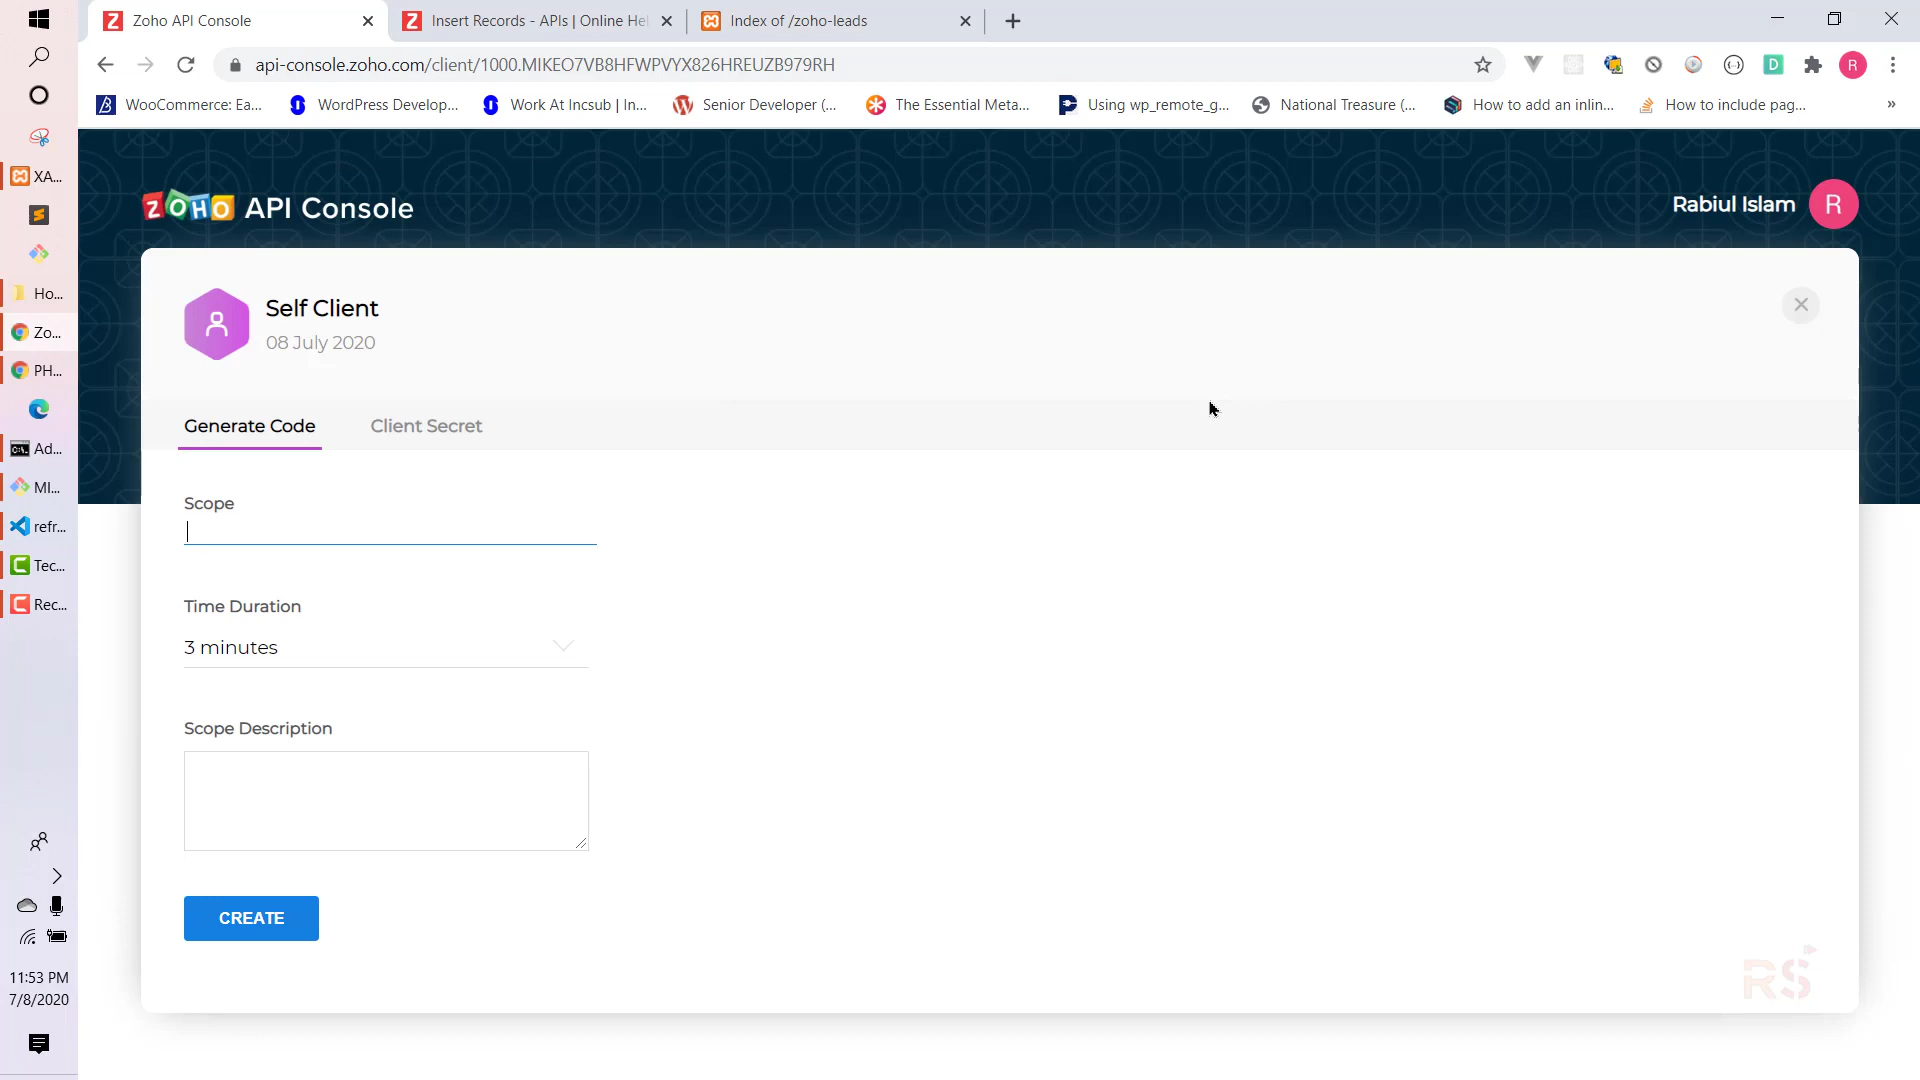 Zoho API Console
Insert Records - APIs | Online Hel
Index of /zoho-leads
api-console.zoho.com/client/1000.MIKEO7VB8HFWPVYX826HREUZB979RH
R
WooCommerce: Ea...
WordPress Develop...
Work At Incsub | In...
Senior Developer (...
The Essential Meta...
Using wp_remote_g...
National Treasure (...
How to add an inlin...
How to include pag...
»
XA...
Ho...
Zo...
PH...
Ad...
MI...
refr...
Tec...
Rec...
11:53 PM
7/8/2020
ZOHO API Console
Rabiul Islam
R
Self Client
08 July 2020
Generate Code
Client Secret
Scope
Time Duration
3 minutes
Scope Description
CREATE
RS